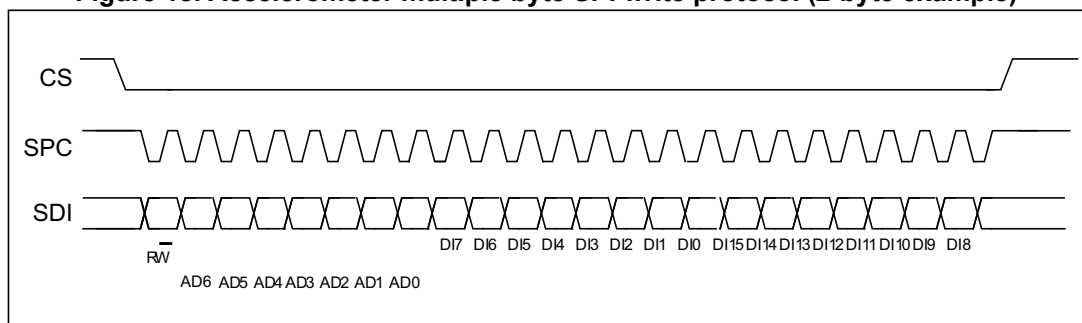 Figure 13. Accelerometer multiple byte SPI write protocol (2-byte example)
CS
SPC
SDI
RW
DI7 DI6 DI5 DI4 DI3 DI2 DI1 DI0 DI15 DI14 DI13 DI12 DI11 DI10 DI9 DI8
AD6 AD5 AD4 AD3 AD2 AD1 AD0